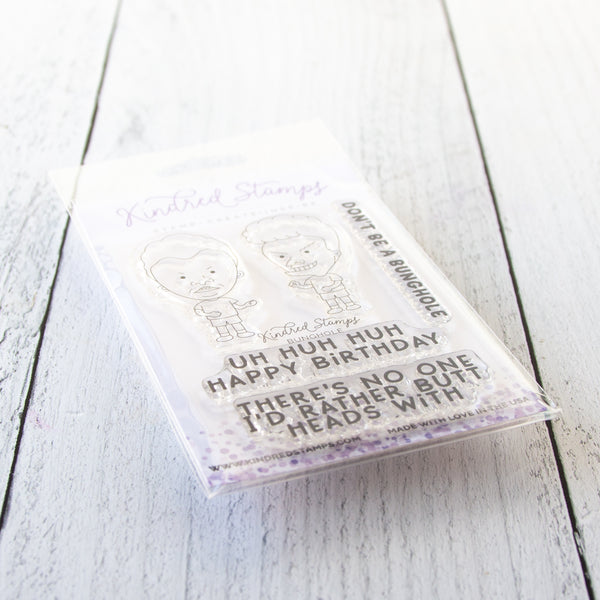 Kindred Stamps
DON'T BE A BUNGHOLE
Kindred Stamps
BUNGHOLE
UH HUH HUH
HAPPY BiRTHDAY
THERE'S NO ONE
I'D RATHER BUTT
HEADS WITH
WWW.KINDREDSTAMPS.COM
MADE WITH LOVE IN THE USA